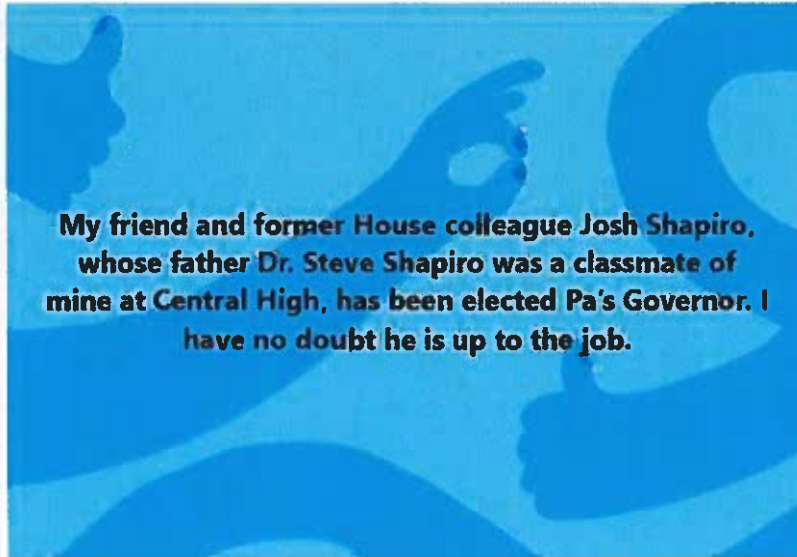 My friend and former House colleague Josh Shapiro,
whose father Dr. Steve Shapiro was a classmate of
mine at Central High, has been elected Pa's Governor. I
have no doubt he is up to the job.